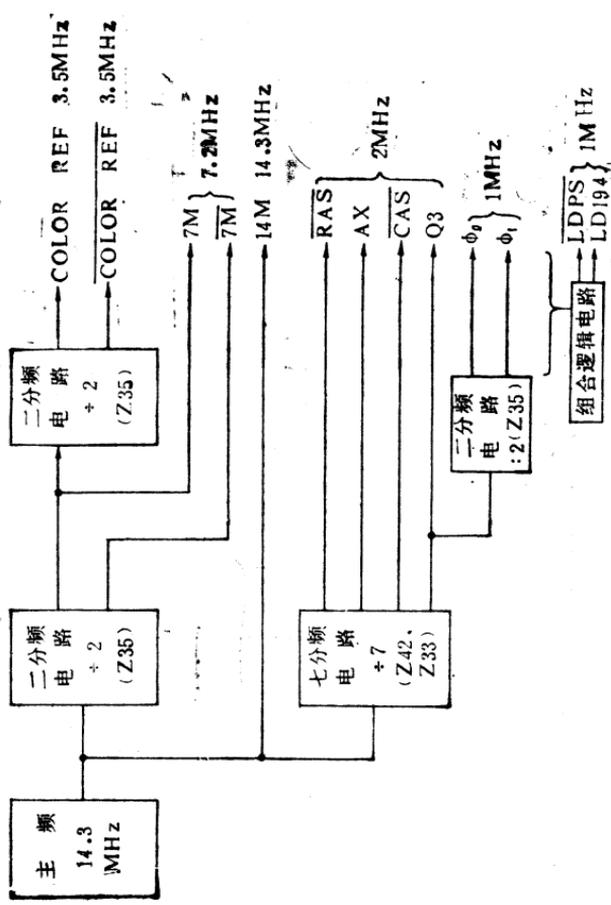 主 频
14.3
MHz
二分频
电 路
÷2
(Z35)
二分频
电 路
÷2
(Z35)
COLOR REF 3.5MHz
COLOR REF 3.5MHz
7M
7M
7.2MHz
14M 14.3MHz
七分频
电 路
÷7
(Z42、
Z33)
RAS
AX
CAS
Q3
2MHz
二分频
电 路
:2(Z35)
ϕ0
ϕ1
1MHz
组合逻辑电路
LDPS
LD194
1MHz